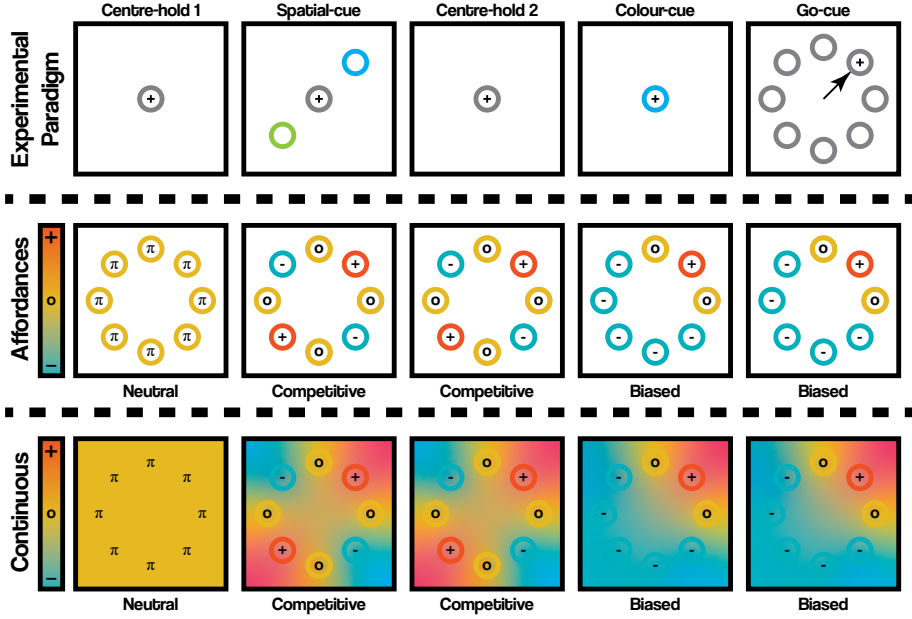 Centre-hold 1 Spatial-cue Centre-hold 2 Colour-cue Go-cue
Experimental
Paradigm
+ + + + +
Affordances
+
o
−
π π π π π π π π
o - + o o + - o
o - + o o + - o
o - + - o - - -
o - + - o - - -
Neutral Competitive Competitive Biased Biased
Continuous
+
o
−
π π π π π π π π
o - + o o + - o
o - + o o + - o
o - + - o - - -
o - + - o - - -
Neutral Competitive Competitive Biased Biased